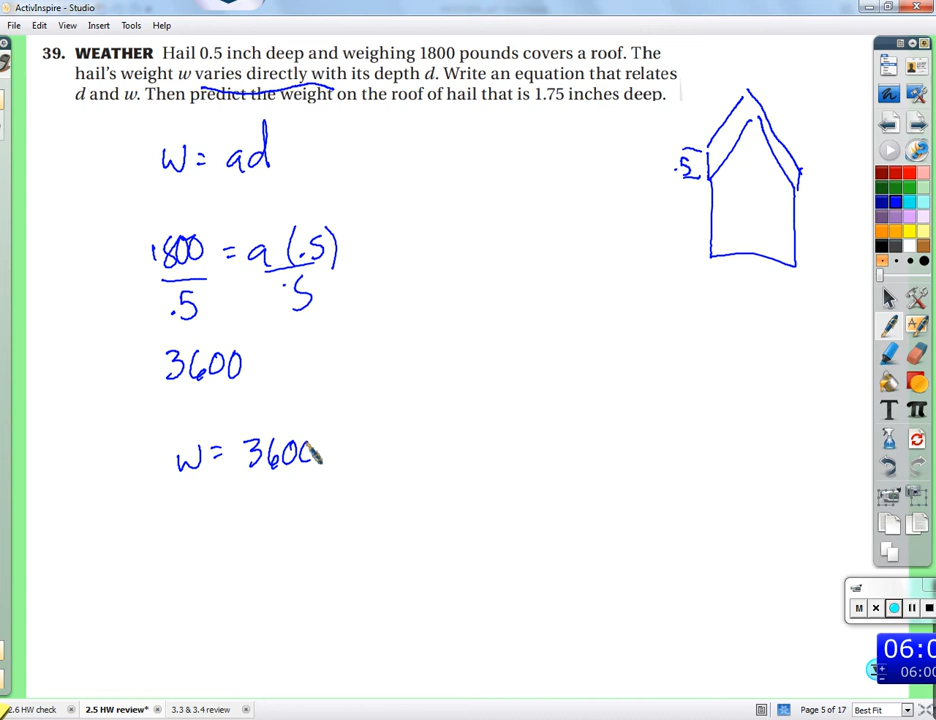 ActivInspire - Studio
File Edit View Insert Tools Help
39. WEATHER Hail 0.5 inch deep and weighing 1800 pounds covers a roof. The
hail's weight w varies directly with its depth d. Write an equation that relates
d and w. Then predict the weight on the roof of hail that is 1.75 inches deep.
w = ad
.5
1800 = a (.5)
.5 .5
3600
w = 3600
M
06:0
06:00
2.6 HW check 2.5 HW review* 3.3 & 3.4 review Page 5 of 17 Best Fit